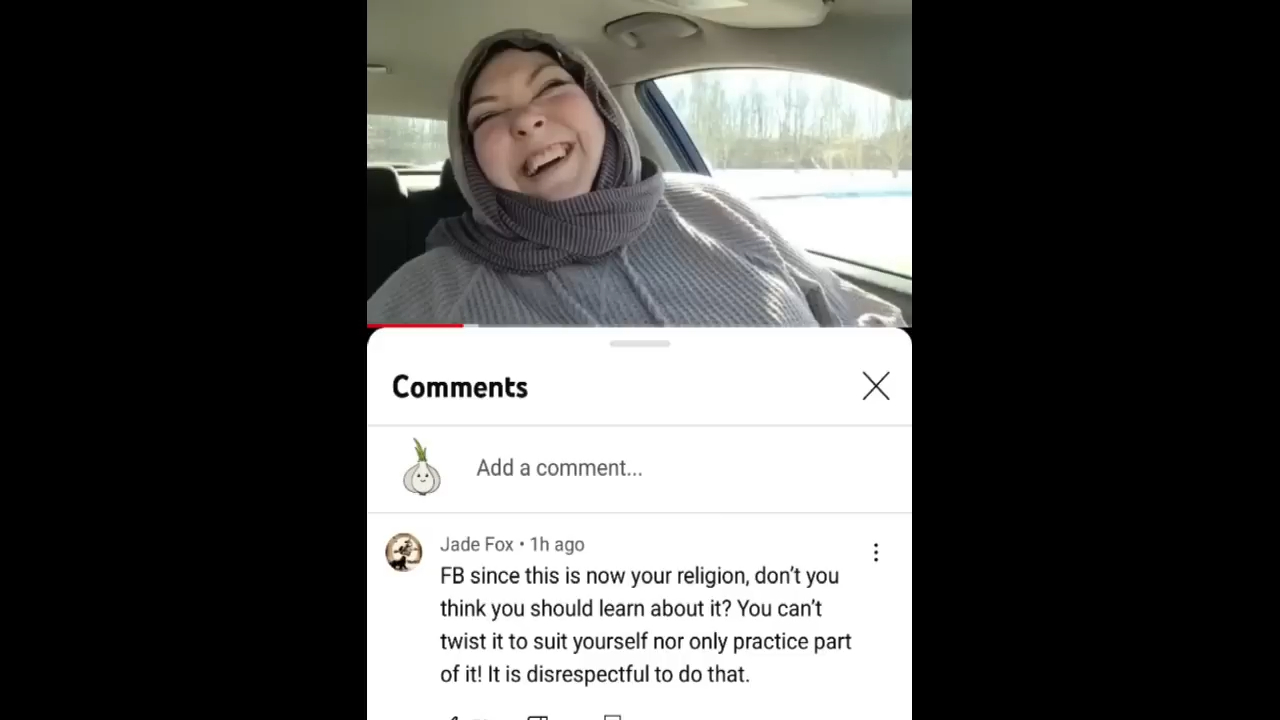 Comments
Add a comment...
Jade Fox • 1h ago
FB since this is now your religion, don't you
think you should learn about it? You can't
twist it to suit yourself nor only practice part
of it! It is disrespectful to do that.